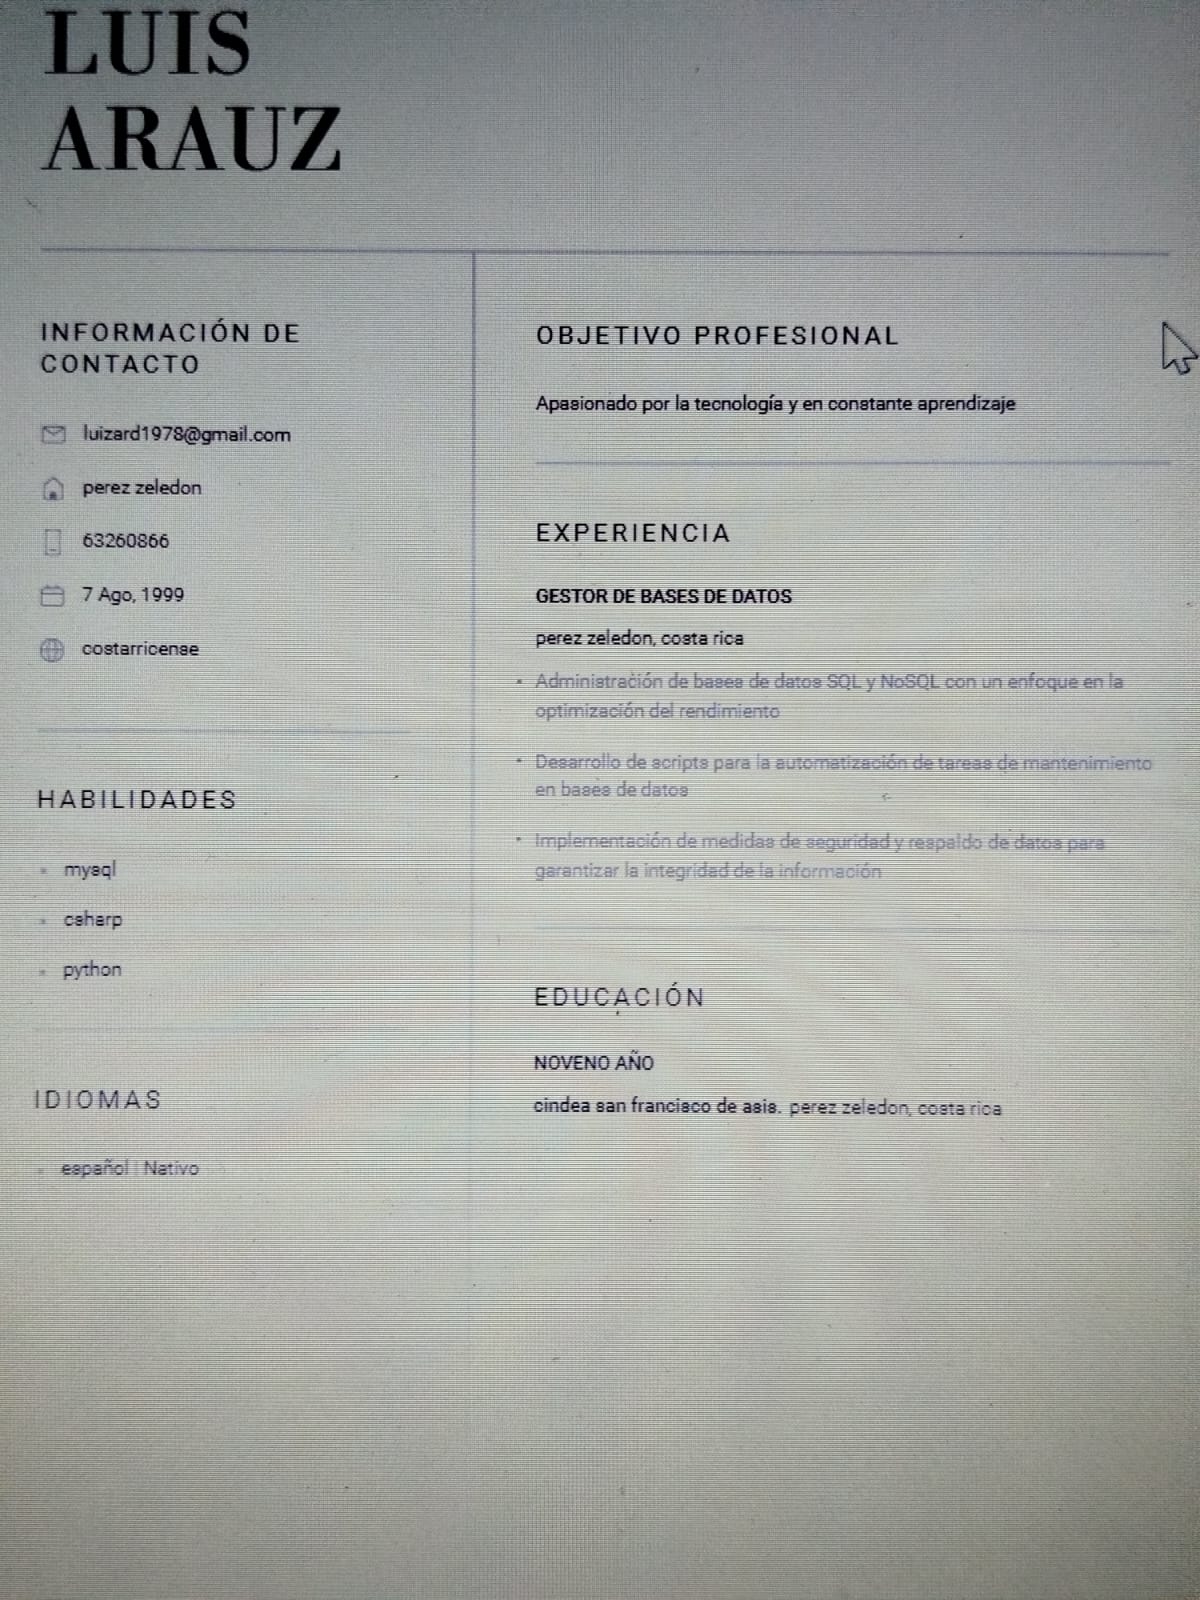 LUIS
ARAUZ
INFORMACIÓN DE
CONTACTO
luizard1978@gmail.com
perez zeledon
63260866
7 Ago, 1999
costarricense
HABILIDADES
mysql
csharp
python
IDIOMAS
español | Nativo
OBJETIVO PROFESIONAL
Apasionado por la tecnología y en constante aprendizaje
EXPERIENCIA
GESTOR DE BASES DE DATOS
perez zeledon, costa rica
Administración de bases de datos SQL y NoSQL con un enfoque en la
optimización del rendimiento
Desarrollo de scripts para la automatización de tareas de mantenimiento
en bases de datos
Implementación de medidas de seguridad y respaldo de datos para
garantizar la integridad de la información
EDUCACIÓN
NOVENO AÑO
cindea san francisco de asis. perez zeledon, costa rica